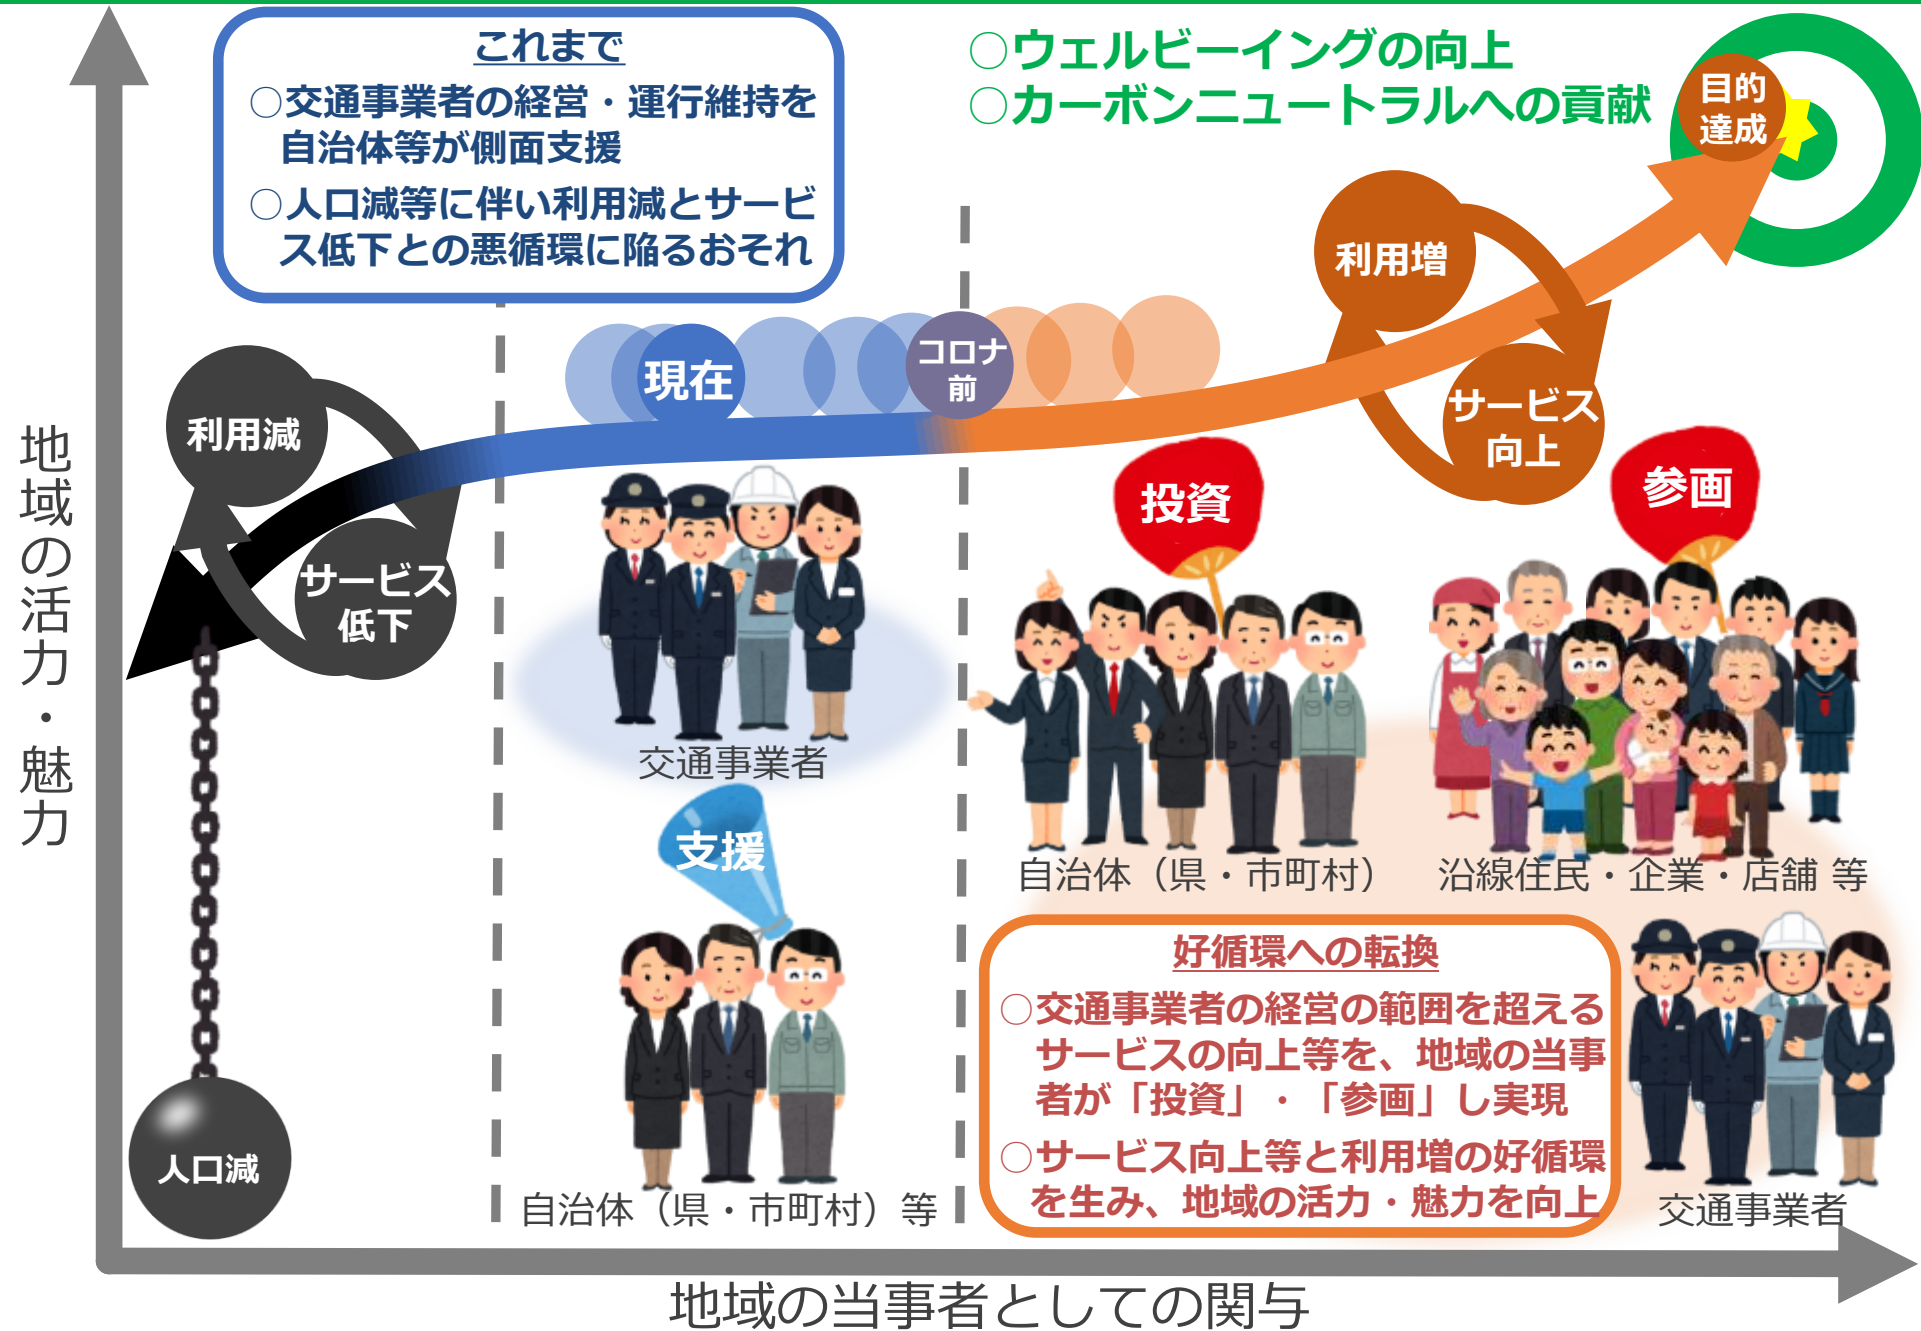 これまで
○交通事業者の経営・運行維持を
自治体等が側面支援
○人口減等に伴い利用減とサービ
ス低下との悪循環に陥るおそれ
○ウェルビーイングの向上
○カーボンニュートラルへの貢献
目的
達成
利用増
サービス
向上
コロナ
前
現在
利用減
サービス
低下
人口減
地域の活力・魅力
交通事業者
支援
自治体（県・市町村）等
投資
参画
自治体（県・市町村）
沿線住民・企業・店舗 等
好循環への転換
○交通事業者の経営の範囲を超える
サービスの向上等を、地域の当事
者が「投資」・「参画」し実現
○サービス向上等と利用増の好循環
を生み、地域の活力・魅力を向上
交通事業者
地域の当事者としての関与